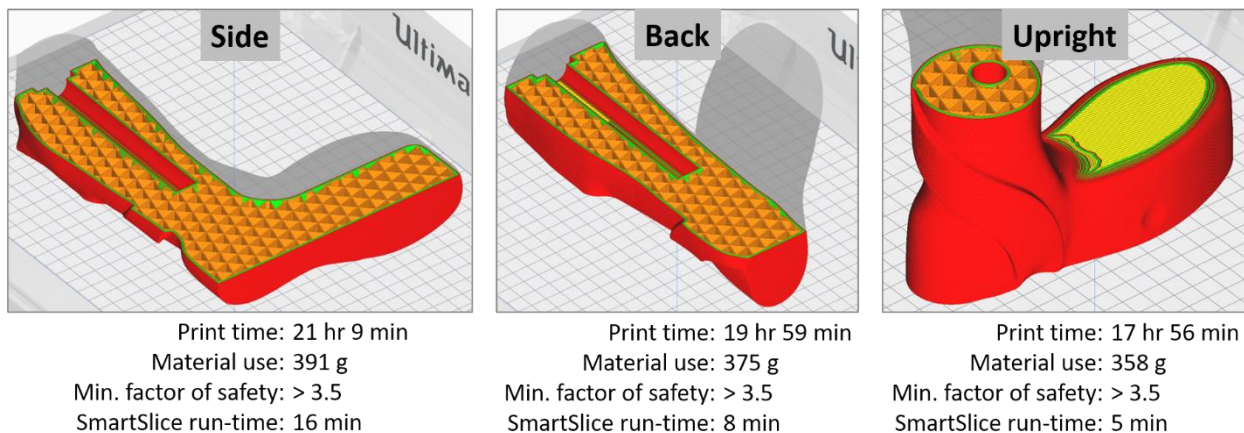 Side
Ultima
Print time: 21 hr 9 min
Material use: 391 g
Min. factor of safety: > 3.5
SmartSlice run-time: 16 min
Back
Ul
Print time: 19 hr 59 min
Material use: 375 g
Min. factor of safety: > 3.5
SmartSlice run-time: 8 min
Upright
Print time: 17 hr 56 min
Material use: 358 g
Min. factor of safety: > 3.5
SmartSlice run-time: 5 min